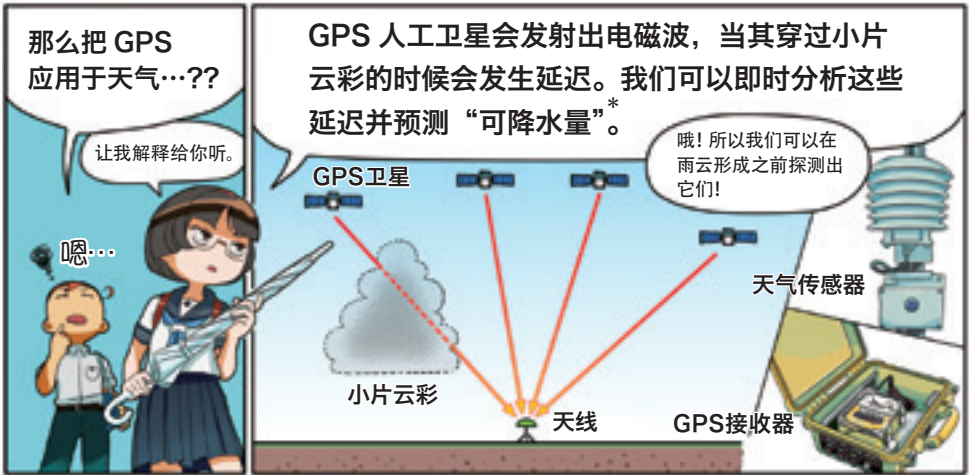 那么把 GPS
应用于天气…??
让我解释给你听。
嗯…
GPS 人工卫星会发射出电磁波，当其穿过小片
云彩的时候会发生延迟。我们可以即时分析这些
延迟并预测“可降水量”*。
哦！所以我们可以在
雨云形成之前探测出
它们！
GPS卫星
天气传感器
小片云彩
天线
GPS接收器